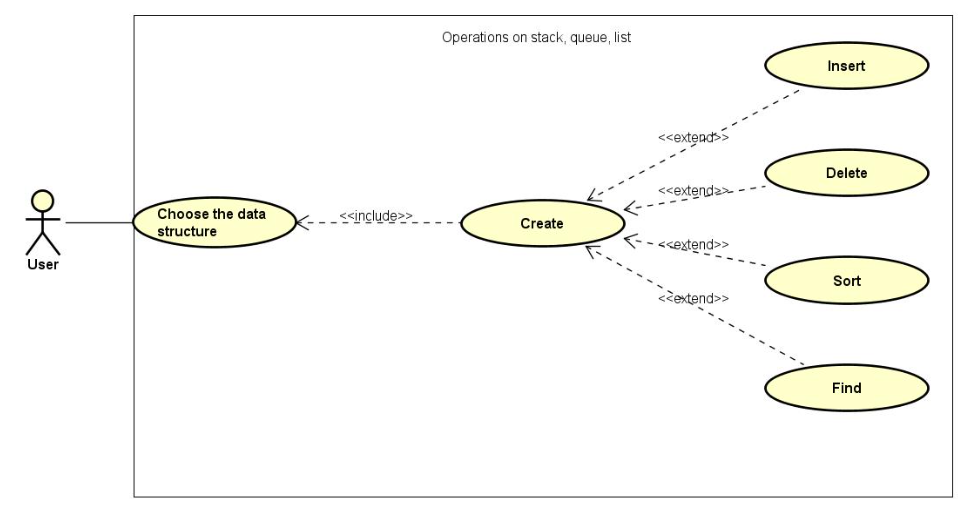 Operations on stack, queue, list
Insert
<<extend>>
Delete
<<extend>>
Choose the data
structure
<<include>>
Create
User
<<extend>>
Sort
<<extend>>
Find